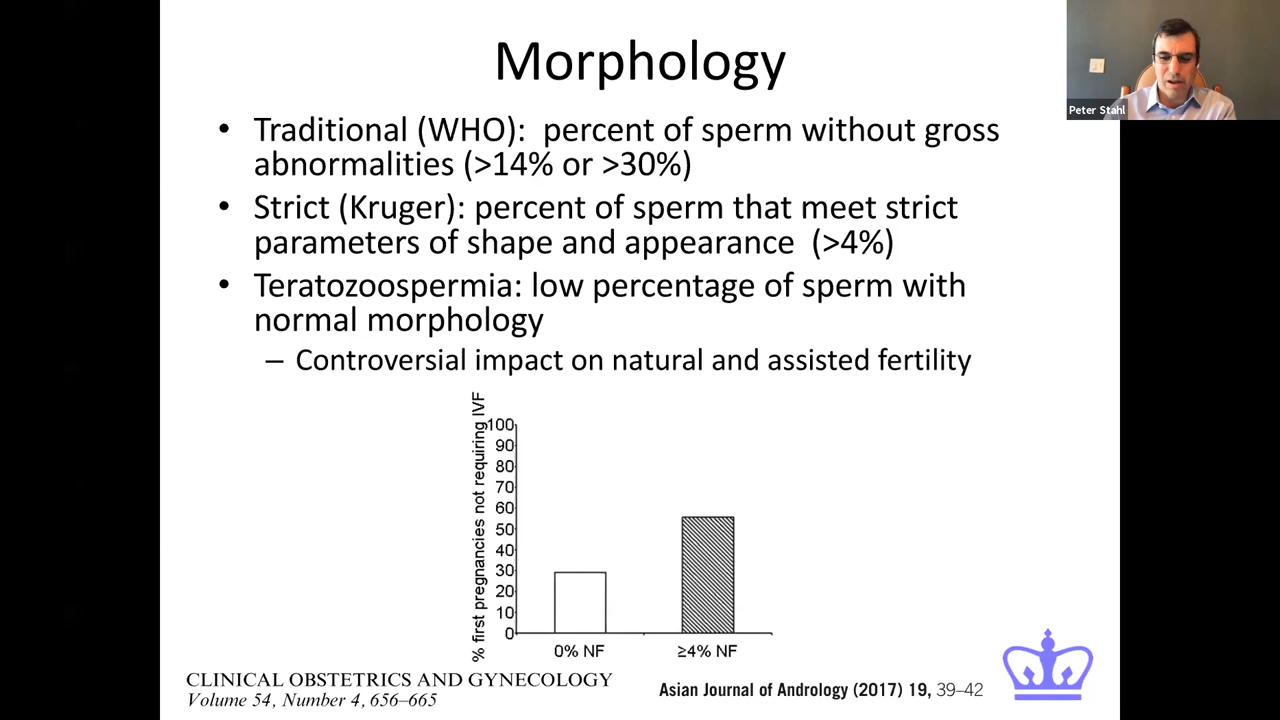 Morphology
Peter Stahl
• Traditional (WHO): percent of sperm without gross
abnormalities (>14% or >30%)
• Strict (Kruger): percent of sperm that meet strict
parameters of shape and appearance (>4%)
• Teratozoospermia: low percentage of sperm with
normal morphology
– Controversial impact on natural and assisted fertility
% first pregnancies not requiring IVF
100
90
80
70
60
50
40
30
20
10
0
0% NF
≥4% NF
CLINICAL OBSTETRICS AND GYNECOLOGY
Volume 54, Number 4, 656–665
Asian Journal of Andrology (2017) 19, 39–42